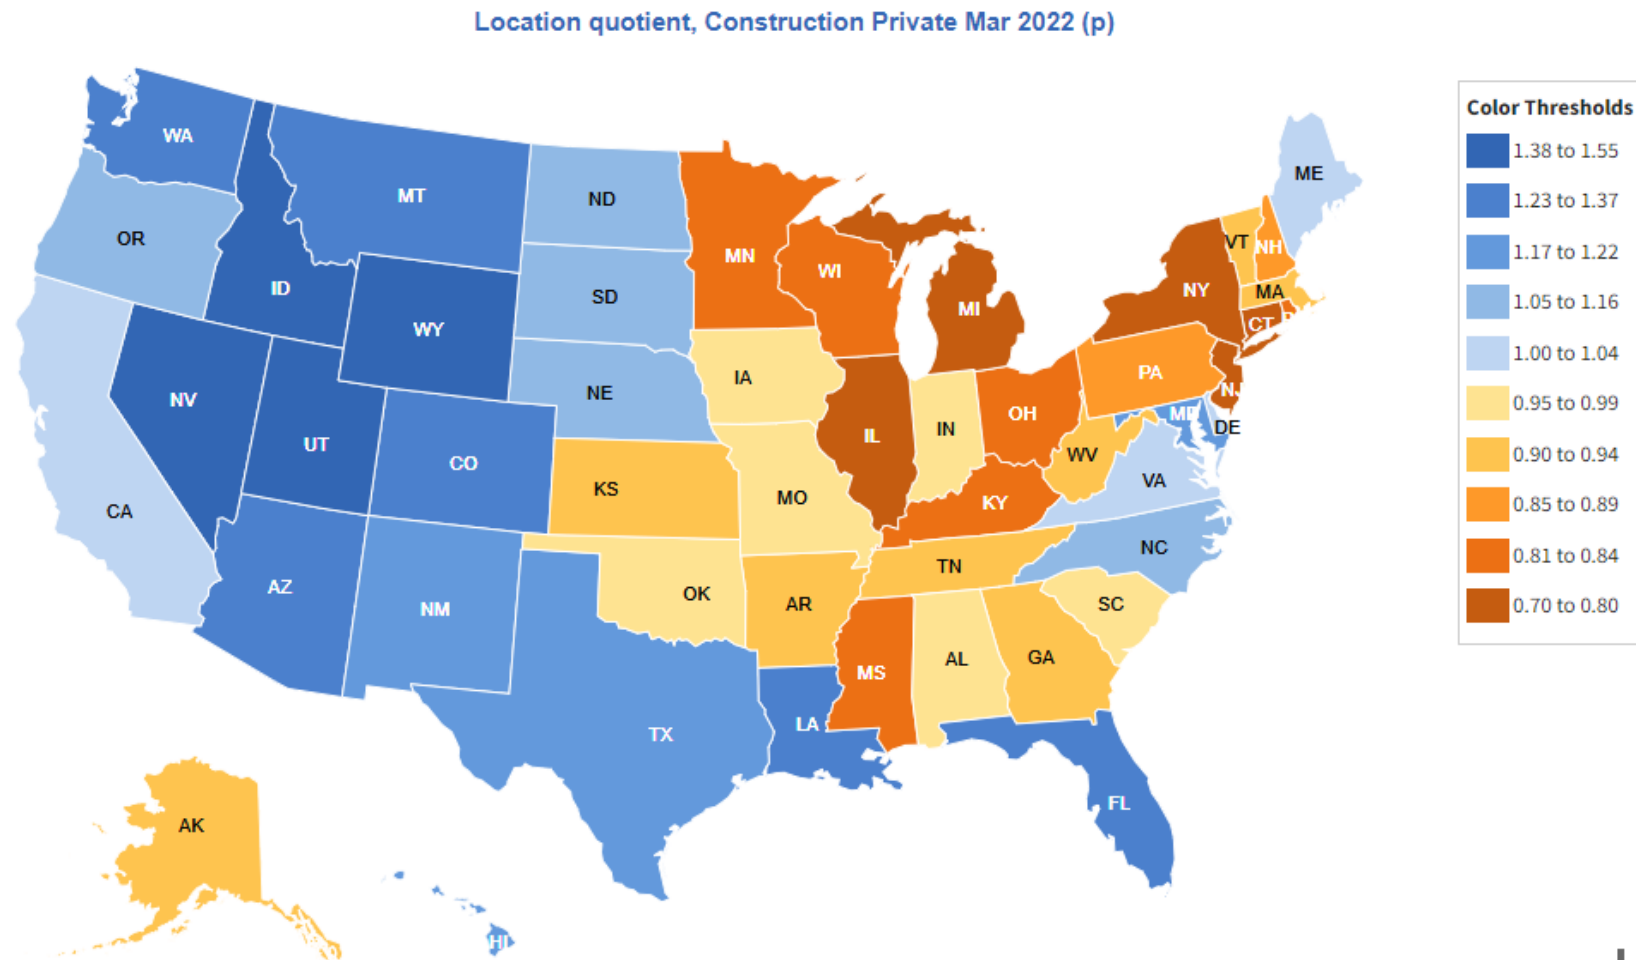 Location quotient, Construction Private Mar 2022 (p)
Color Thresholds
1.38 to 1.55
1.23 to 1.37
1.17 to 1.22
1.05 to 1.16
1.00 to 1.04
0.95 to 0.99
0.90 to 0.94
0.85 to 0.89
0.81 to 0.84
0.70 to 0.80
WA
MT
ND
MN
ME
OR
ID
WY
SD
WI
MI
NY
VT
NH
MA
CT
NV
UT
CO
NE
IA
IL
IN
OH
PA
NJ
MD
DE
CA
KS
MO
KY
WV
VA
AZ
NM
OK
AR
TN
NC
SC
TX
LA
MS
AL
GA
FL
AK
HI